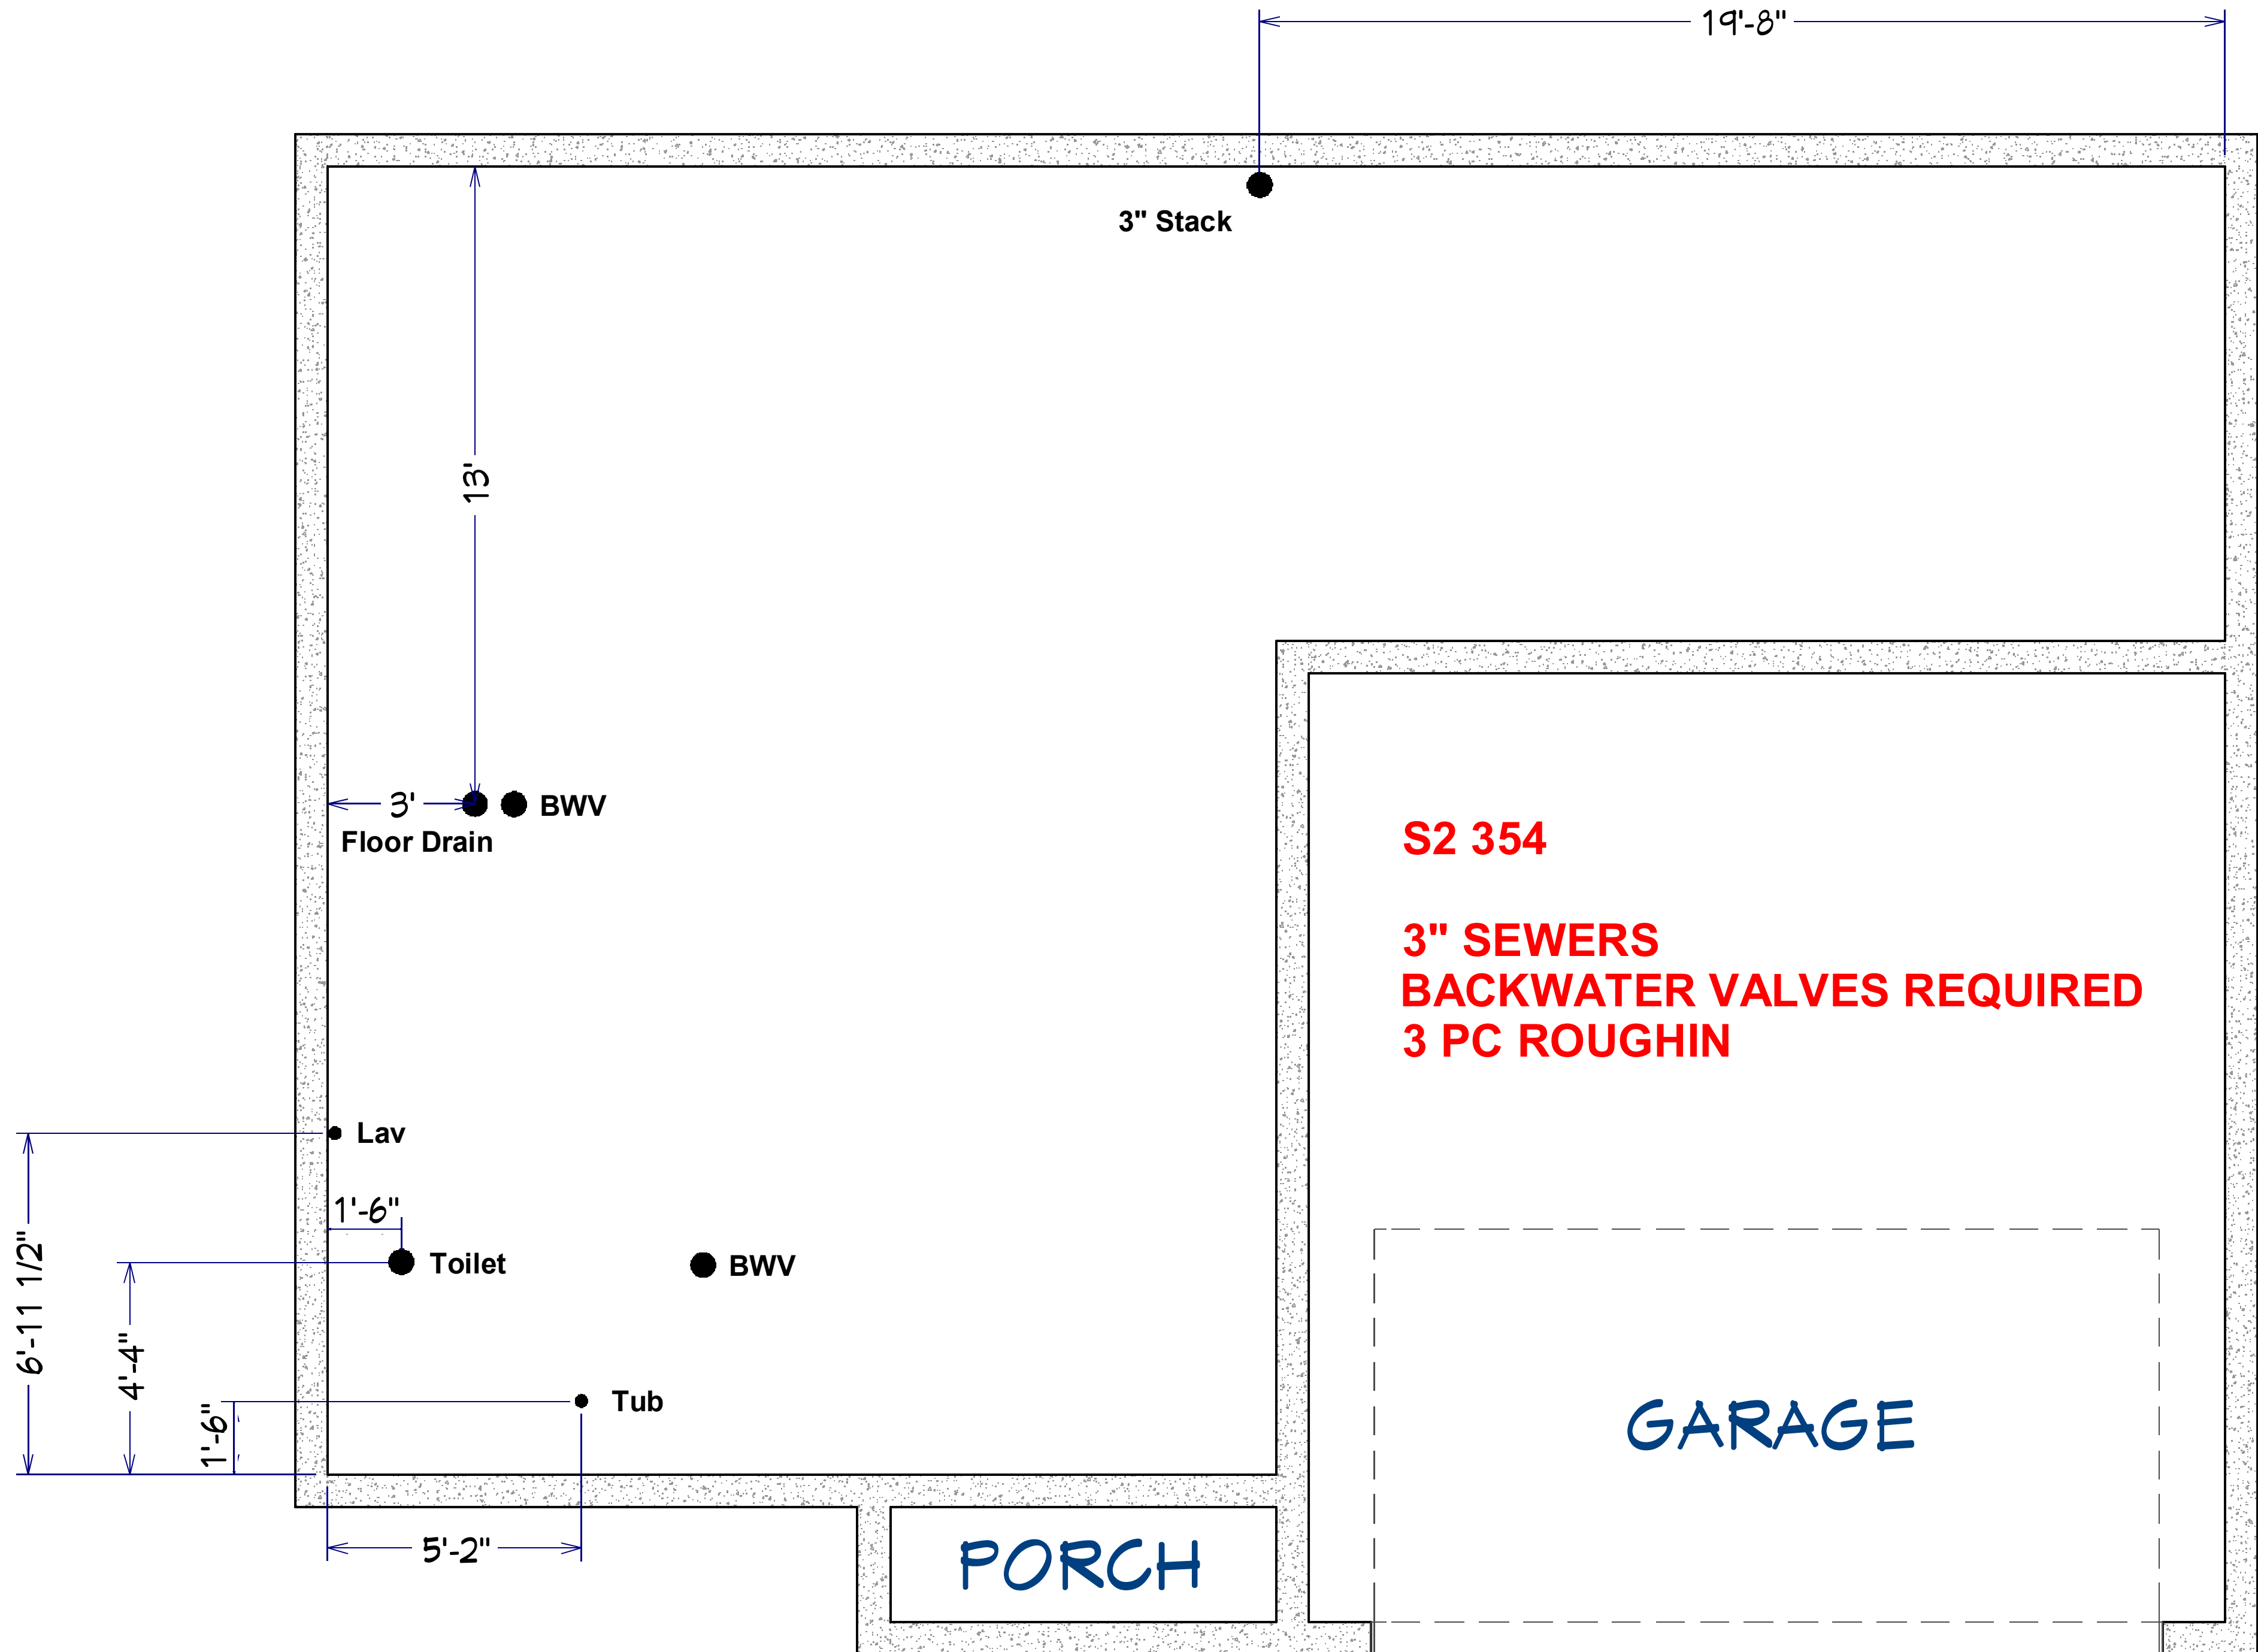 19'-8"
3" Stack
13'
3'
BWV
Floor Drain
S2 354
3" SEWERS
BACKWATER VALVES REQUIRED
3 PC ROUGHIN
Lav
1'-6"
Toilet
BWV
6'-11 1/2"
4'-4"
1'-6"
Tub
GARAGE
5'-2"
PORCH